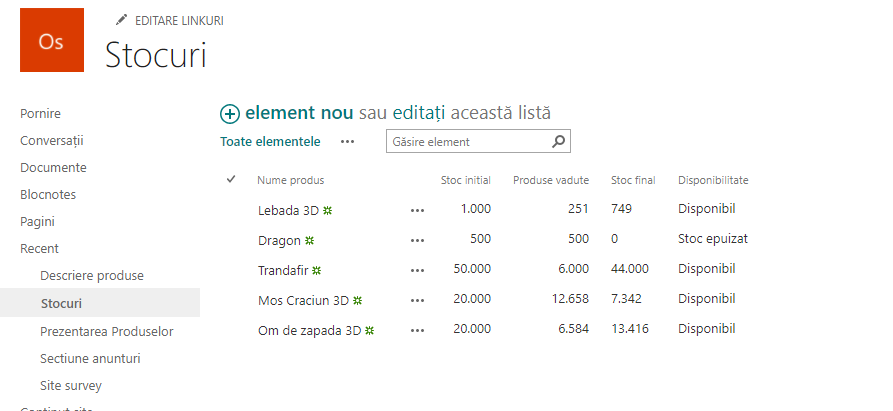 Os
EDITARE LINKURI
Stocuri
Pornire
Conversații
Documente
Blocnotes
Pagini
Recent
Descriere produse
Stocuri
Prezentarea Produselor
Sectiune anunturi
Site survey
element nou sau editați această listă
Toate elementele ••• Găsire element
Nume produs Stoc initial Produse vadute Stoc final Disponibilitate
Lebada 3D ••• 1.000 251 749 Disponibil
Dragon ••• 500 500 0 Stoc epuizat
Trandafir ••• 50.000 6.000 44.000 Disponibil
Mos Craciun 3D ••• 20.000 12.658 7.342 Disponibil
Om de zapada 3D ••• 20.000 6.584 13.416 Disponibil